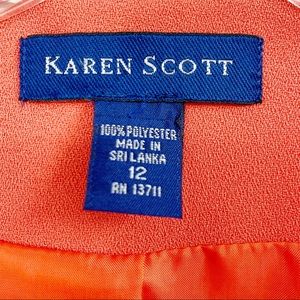 KAREN SCOTT
100% POLYESTER
MADE IN
SRI LANKA
12
RN 13711